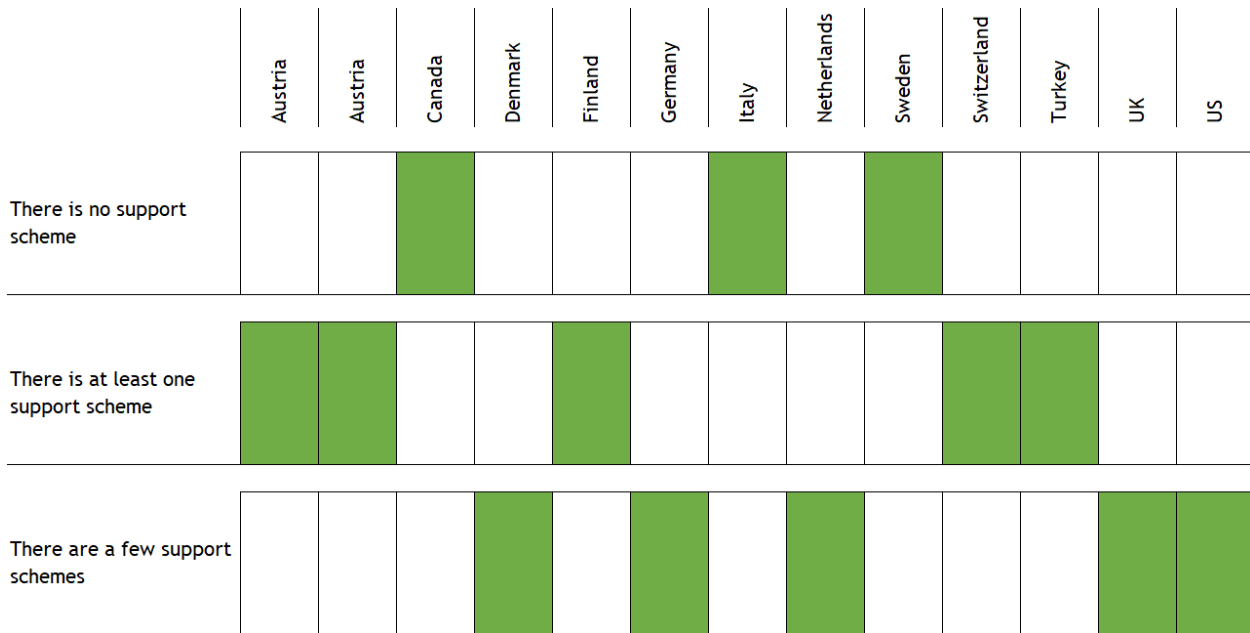 Austria
Austria
Canada
Denmark
Finland
Germany
Italy
Netherlands
Sweden
Switzerland
Turkey
UK
US
There is no support
scheme
There is at least one
support scheme
There are a few support
schemes